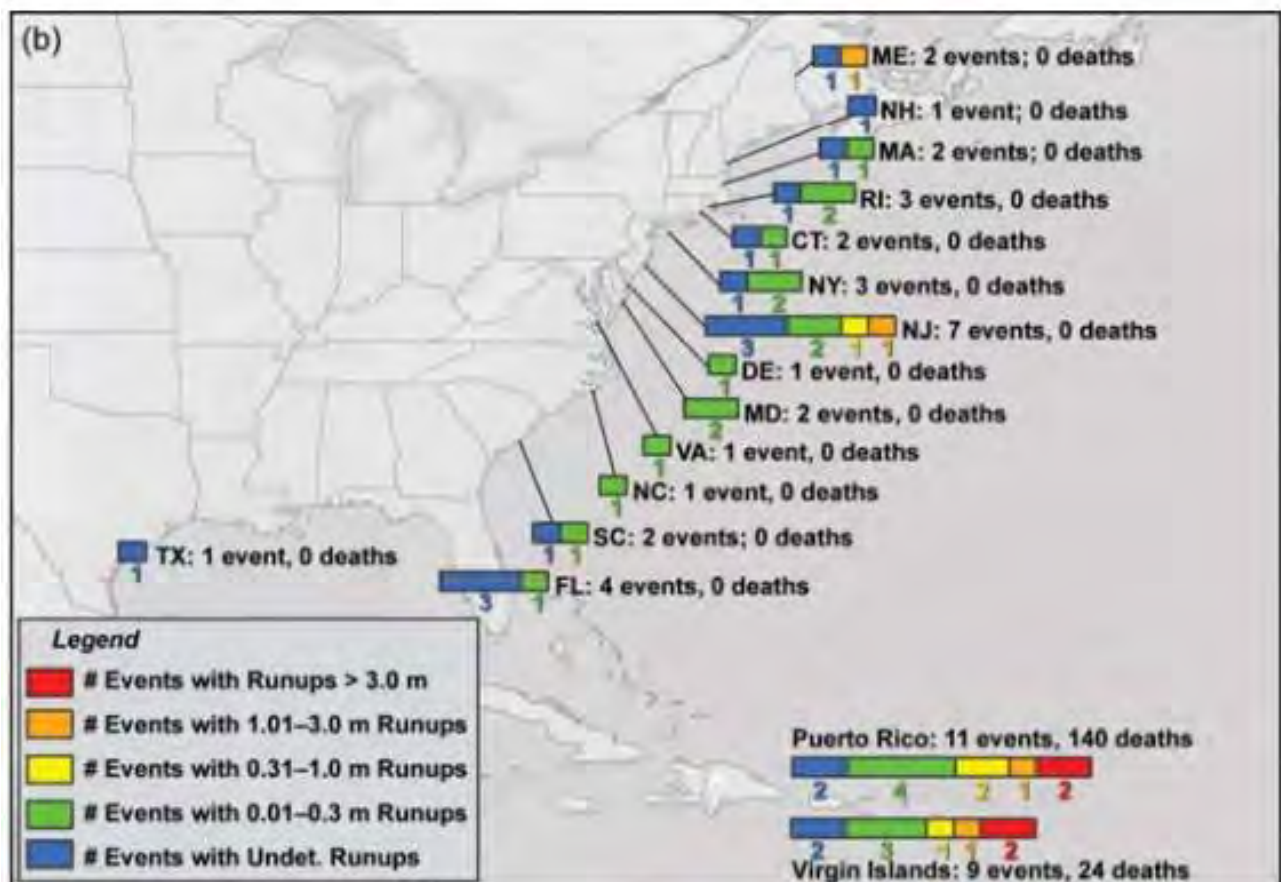 (b)
ME: 2 events; 0 deaths
1 1
NH: 1 event; 0 deaths
1
MA: 2 events; 0 deaths
1 1
RI: 3 events, 0 deaths
1 2
CT: 2 events, 0 deaths
1 1
NY: 3 events, 0 deaths
1 2
NJ: 7 events, 0 deaths
3 2 1 1
DE: 1 event, 0 deaths
1
MD: 2 events, 0 deaths
2
VA: 1 event, 0 deaths
1
NC: 1 event, 0 deaths
1
SC: 2 events; 0 deaths
1 1
TX: 1 event, 0 deaths
1
FL: 4 events, 0 deaths
3 1
Legend
# Events with Runups > 3.0 m
# Events with 1.01–3.0 m Runups
# Events with 0.31–1.0 m Runups
# Events with 0.01–0.3 m Runups
# Events with Undet. Runups
Puerto Rico: 11 events, 140 deaths
2 4 2 1 2
2 3 1 1 2
Virgin Islands: 9 events, 24 deaths